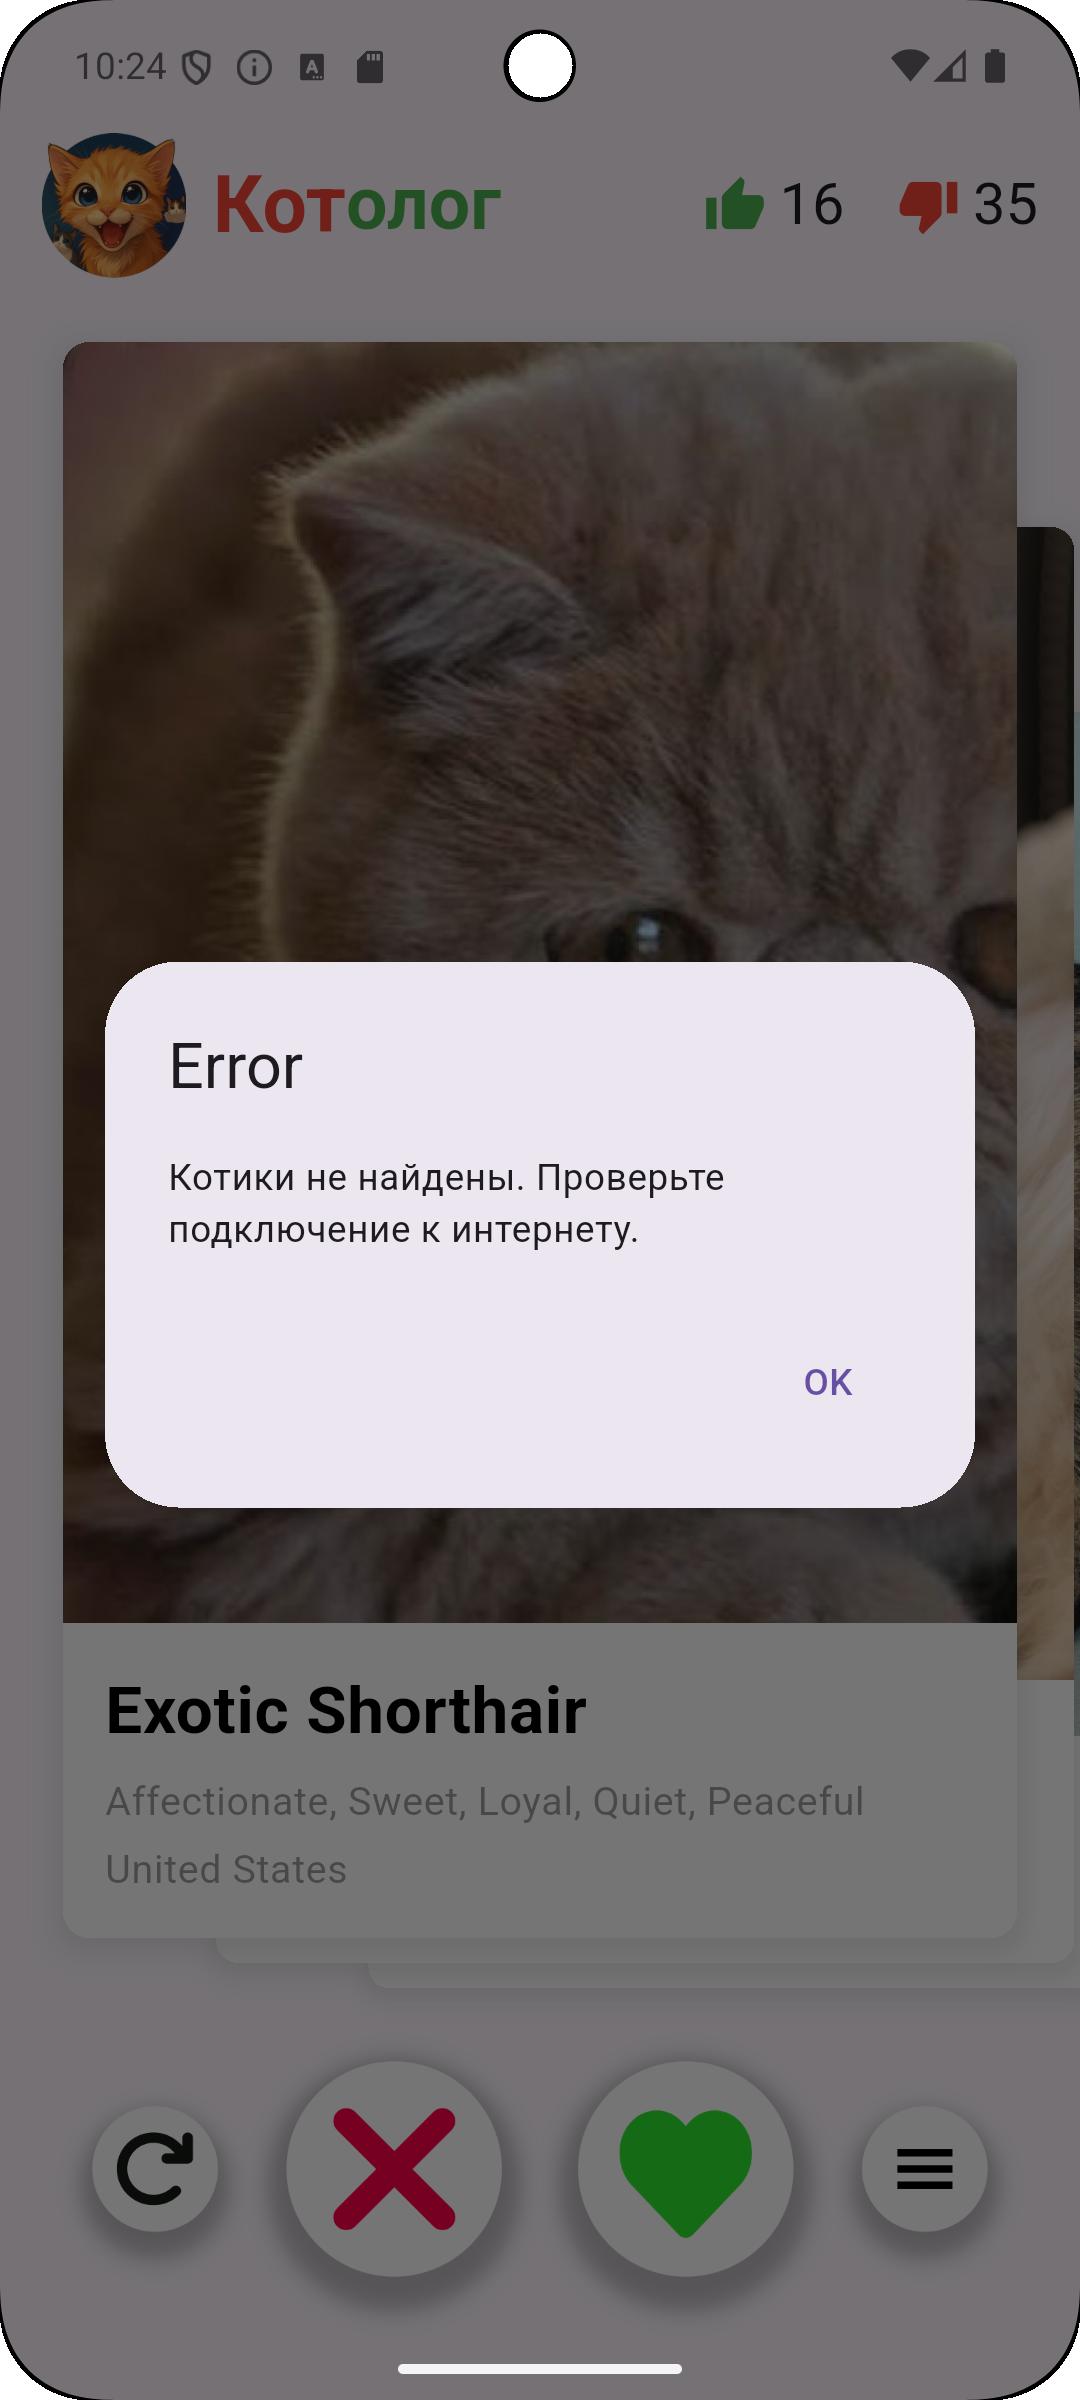 10:24
Котолог
16
35
Error
Котики не найдены. Проверьте
подключение к интернету.
OK
Exotic Shorthair
Affectionate, Sweet, Loyal, Quiet, Peaceful
United States